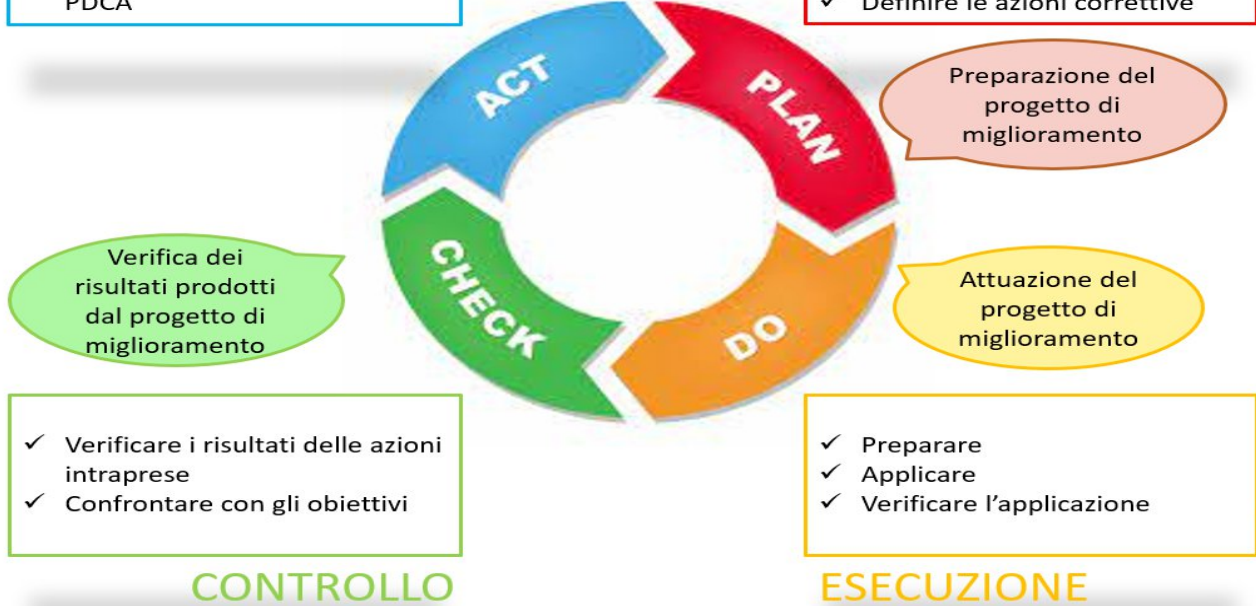 PDCA
✓ Definire le azioni correttive
ACT
PLAN
Preparazione del
progetto di
miglioramento
Verifica dei
risultati prodotti
dal progetto di
miglioramento
CHECK
DO
Attuazione del
progetto di
miglioramento
✓ Verificare i risultati delle azioni
intraprese
✓ Confrontare con gli obiettivi
✓ Preparare
✓ Applicare
✓ Verificare l’applicazione
CONTROLLO
ESECUZIONE